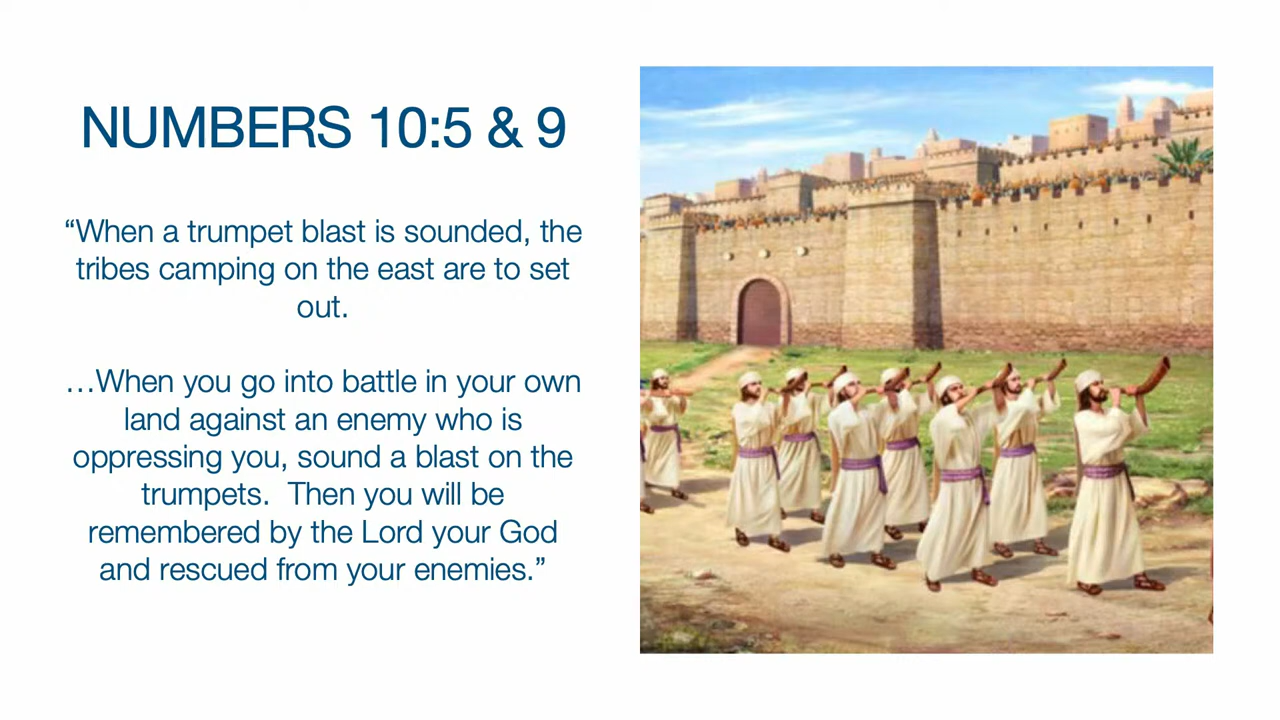 NUMBERS 10:5 & 9
“When a trumpet blast is sounded, the
tribes camping on the east are to set
out.
…When you go into battle in your own
land against an enemy who is
oppressing you, sound a blast on the
trumpets.  Then you will be
remembered by the Lord your God
and rescued from your enemies.”